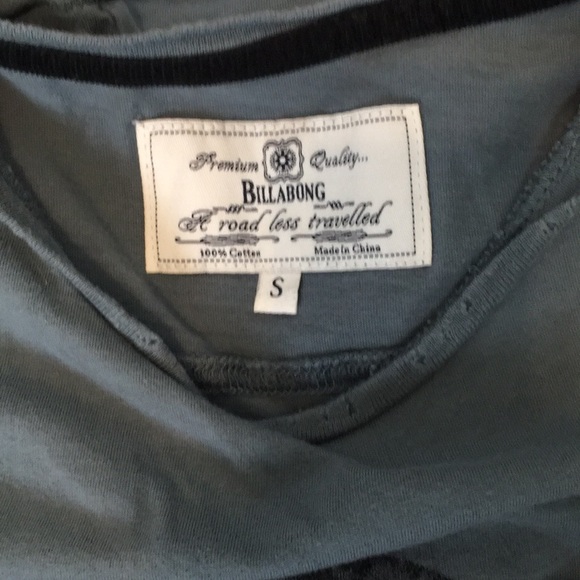 Premium Quality...
BILLABONG
A road less travelled
100% Cotton Made in China
S